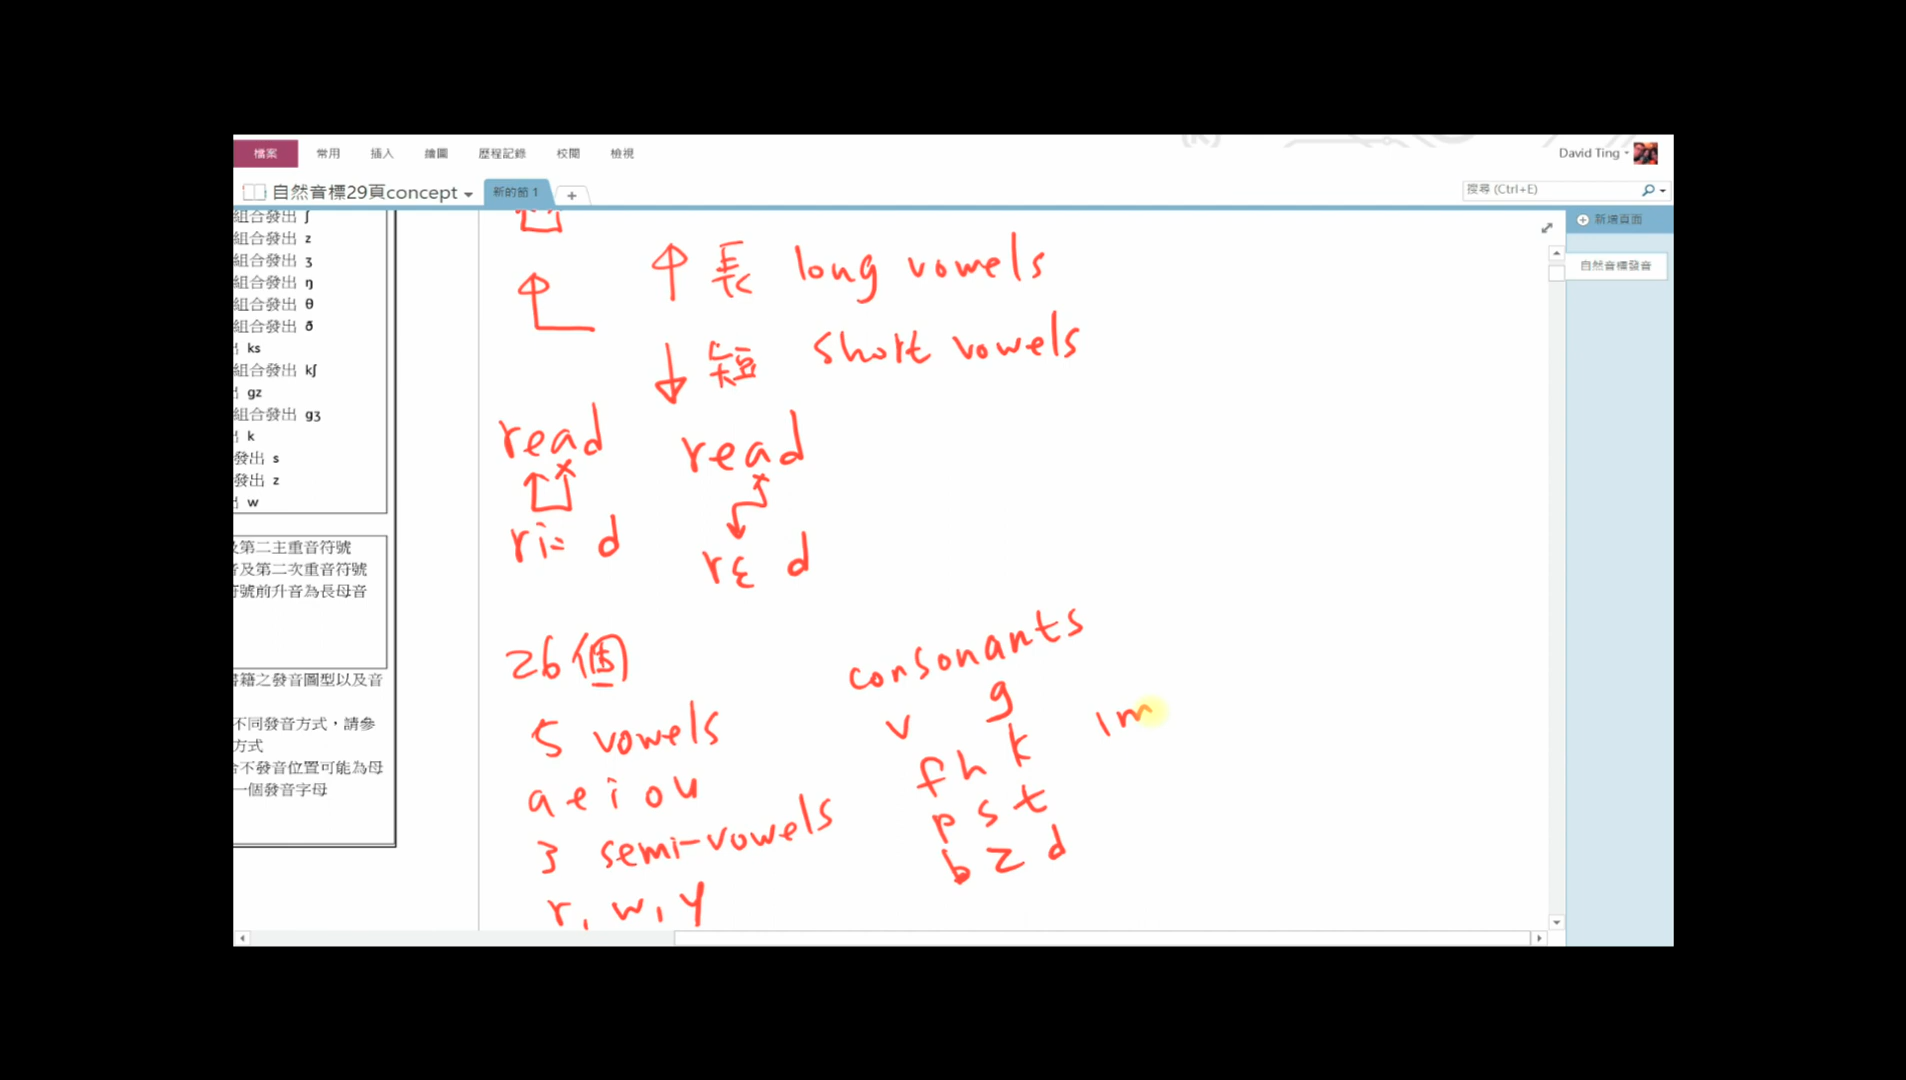 檔案 常用 插入 繪圖 歷程記錄 校閱 檢視 David Ting
自然音標29頁concept 新的節 1 + 搜尋 (Ctrl+E)
新增頁面
自然音標發音
組合發出 ʃ
組合發出 z
組合發出 ʒ
組合發出 ŋ
組合發出 θ
組合發出 ð
ks
組合發出 kʃ
gz
組合發出 gʒ
k
發出 s
發出 z
w
第二主重音符號
及第二次重音符號
號前升音為長母音
書籍之發音圖型以及音
不同發音方式，請參
方式
不發音位置可能為母
一個發音字母
↑ 長 long vowels
↓ 短 short vowels
read read
ri= d rɛ d
26個
5 vowels
a e i o u
3 semi-vowels
r, w, y
consonants
v g
f h k
p s t
b z d
l m